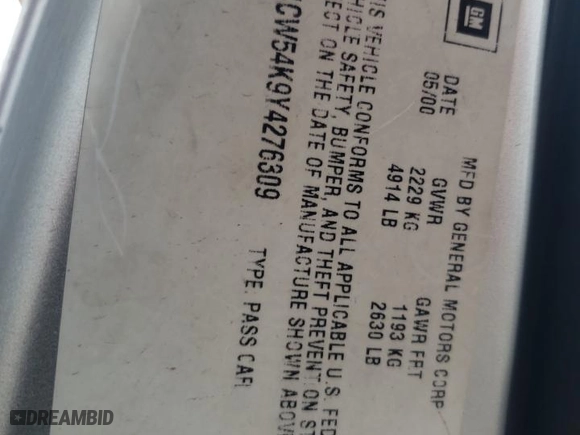 GM
MFD BY GENERAL MOTORS CORP
DATE GVWR GAWR FRT
05/00 2229 KG 1193 KG
4914 LB 2630 LB
VEHICLE CONFORMS TO ALL APPLICABLE U.S. FED
SAFETY, BUMPER, AND THEFT PREVENTION ST
ON THE DATE OF MANUFACTURE SHOWN ABOV
CW54K9Y4276309 TYPE: PASS CAR
DREAMBID